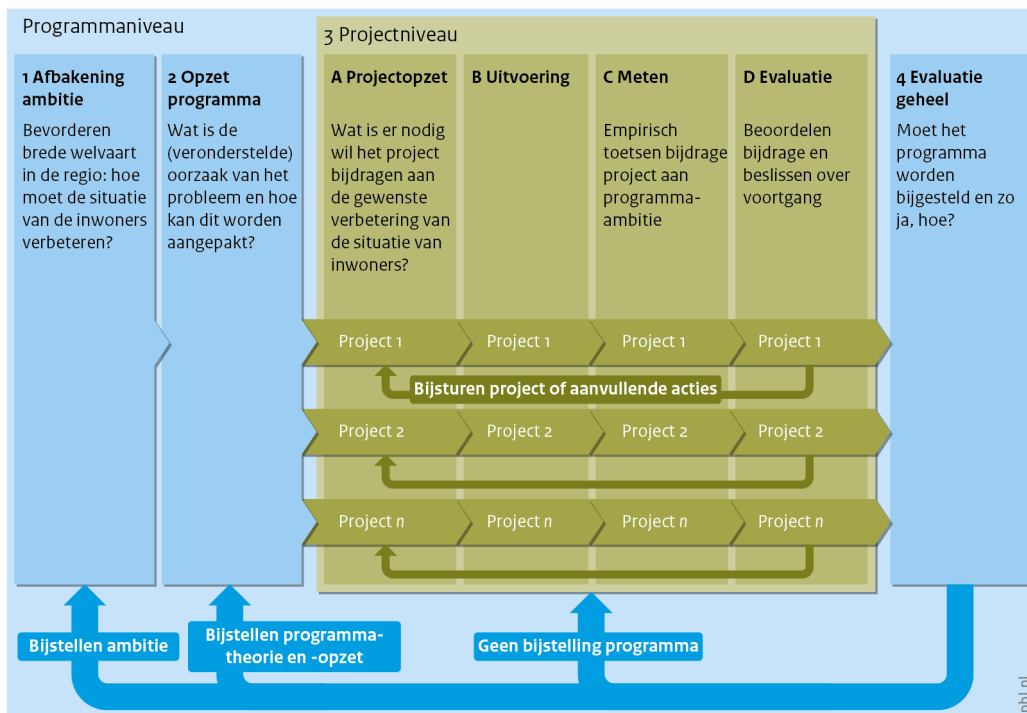 Programmaniveau
3 Projectniveau
1 Afbakening
ambitie
Bevorderen
brede welvaart
in de regio: hoe
moet de situatie
van de inwoners
verbeteren?
2 Opzet
programma
Wat is de
(veronderstelde)
oorzaak van het
probleem en hoe
kan dit worden
aangepakt?
A Projectopzet
Wat is er nodig
wil het project
bijdragen aan
de gewenste
verbetering van
de situatie van
inwoners?
B Uitvoering
C Meten
Empirisch
toetsen bijdrage
project aan
programma-
ambitie
D Evaluatie
Beoordelen
bijdrage en
beslissen over
voortgang
4 Evaluatie
geheel
Moet het
programma
worden
bijgesteld en zo
ja, hoe?
Project 1
Project 1
Project 1
Project 1
Bijsturen project of aanvullende acties
Project 2
Project 2
Project 2
Project 2
Project n
Project n
Project n
Project n
Bijstellen ambitie
Bijstellen programma-
theorie en -opzet
Geen bijstelling programma
pbl.nl